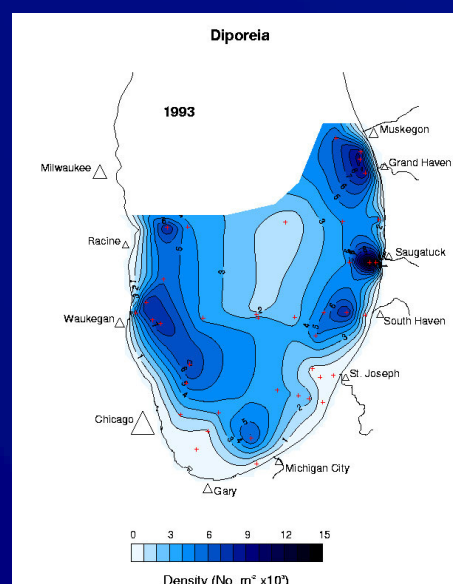 Diporeia
1993
Muskegon
Grand Haven
Milwaukee
Racine
Saugatuck
Waukegan
South Haven
St. Joseph
Chicago
Michigan City
Gary
0 3 6 9 12 15
Density (No. m² x10³)